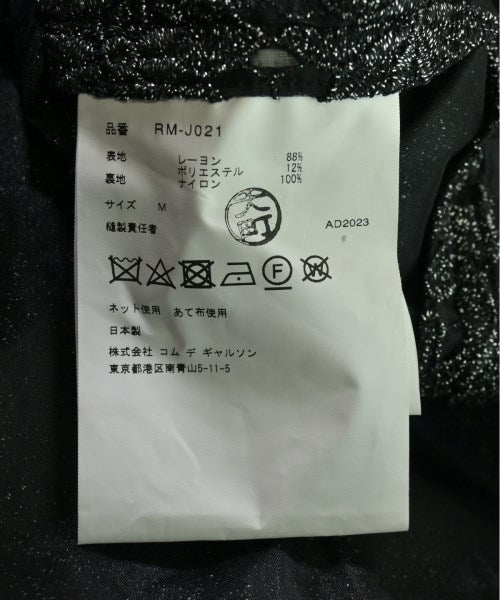 品番 RM-J021
表地 レーヨン 88%
ポリエステル 12%
裏地 ナイロン 100%
サイズ M
縫製責任者 AD2023
F W
ネット使用 あて布使用
日本製
株式会社 コム デ ギャルソン
東京都港区南青山5-11-5